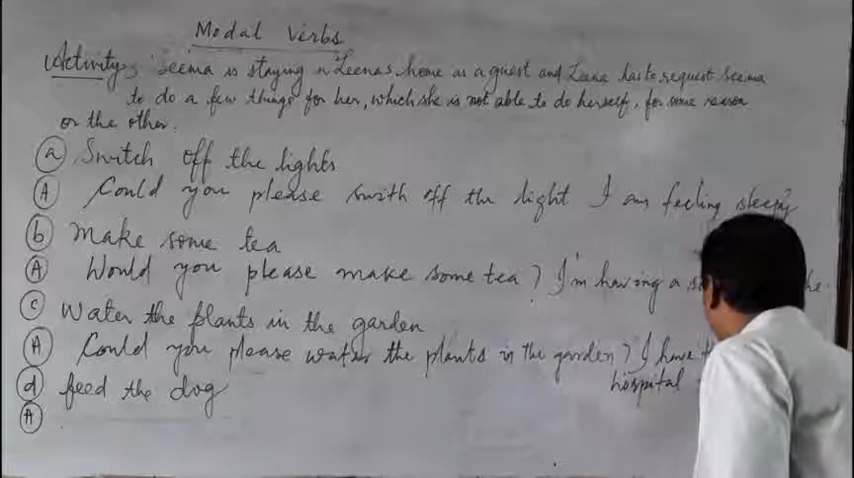 Modal Verbs
Activity; Seema is staying in Leenas home as a guest and Leena has to request Seema
to do a few things for her, which she is not able to do herself, for some reason
or the other.
(a) Switch off the lights
(A) Could you please swith off the light I am feeling sleepy
(b) Make some tea
(A) Would you please make some tea? I'm having a
(c) Water the plants in the garden
(A) Could you please water the plants in the garden? I have
hospital
(d) feed the dog
(A)